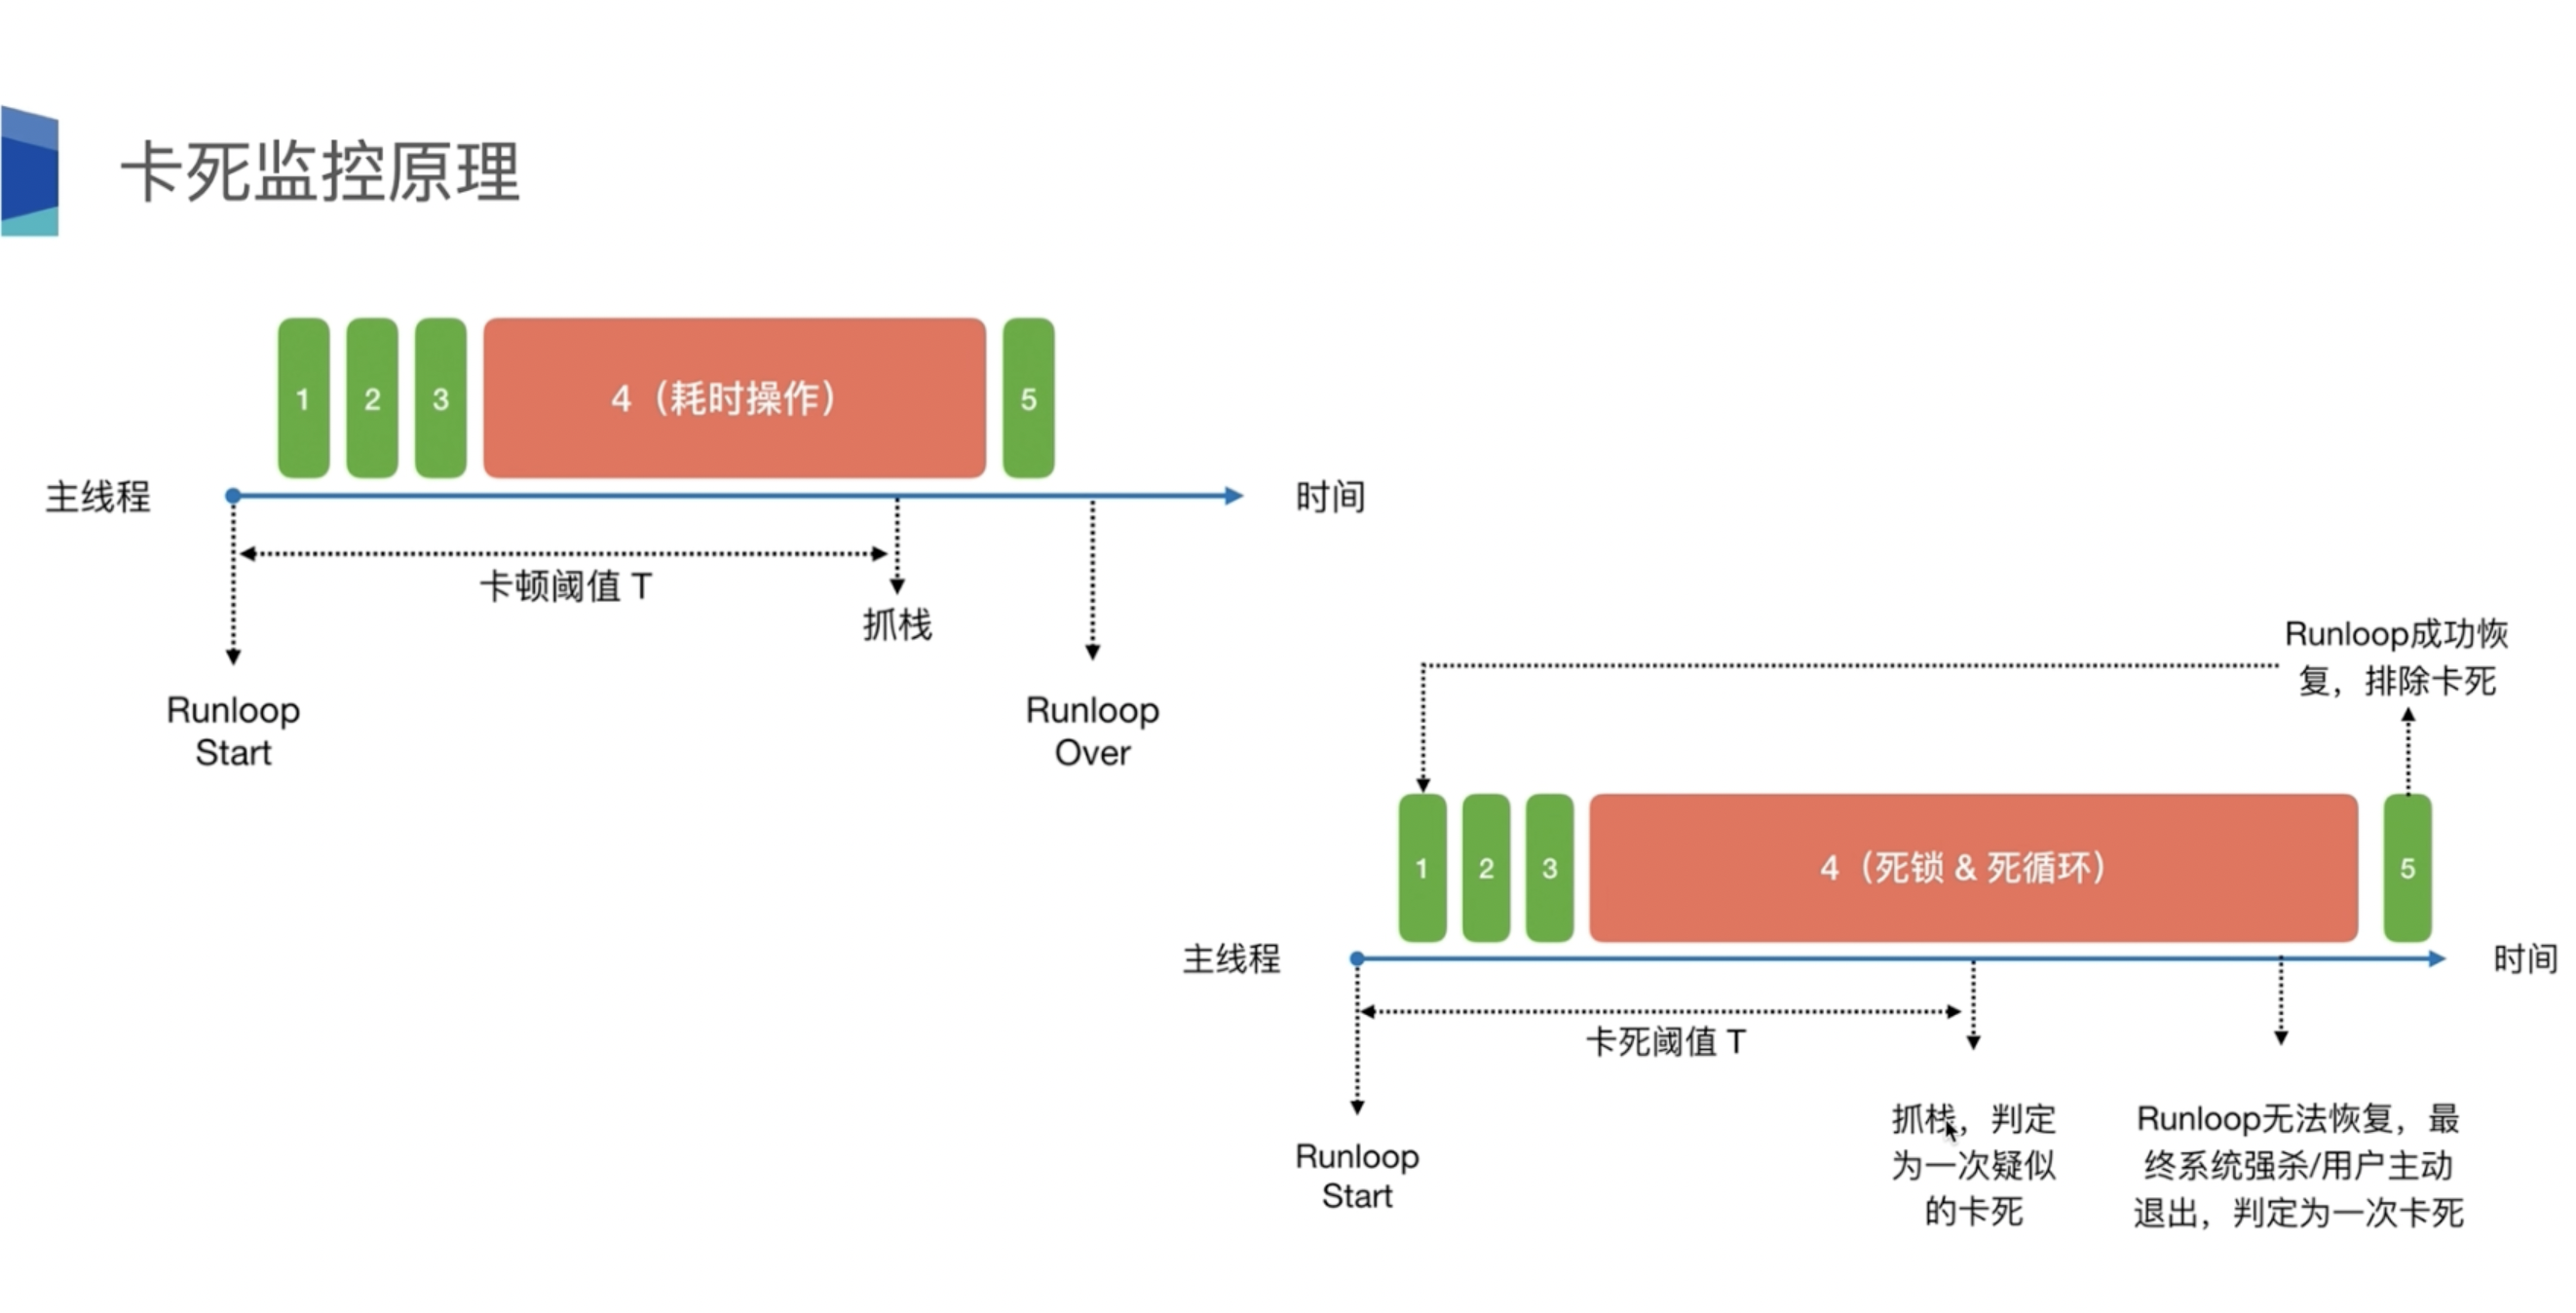 卡死监控原理
1
2
3
4（耗时操作）
5
主线程
时间
卡顿阈值 T
抓栈
Runloop
Start
Runloop
Over
Runloop成功恢
复，排除卡死
1
2
3
4（死锁 & 死循环）
5
主线程
时间
卡死阈值 T
Runloop
Start
抓栈，判定
为一次疑似
的卡死
Runloop无法恢复，最
终系统强杀/用户主动
退出，判定为一次卡死